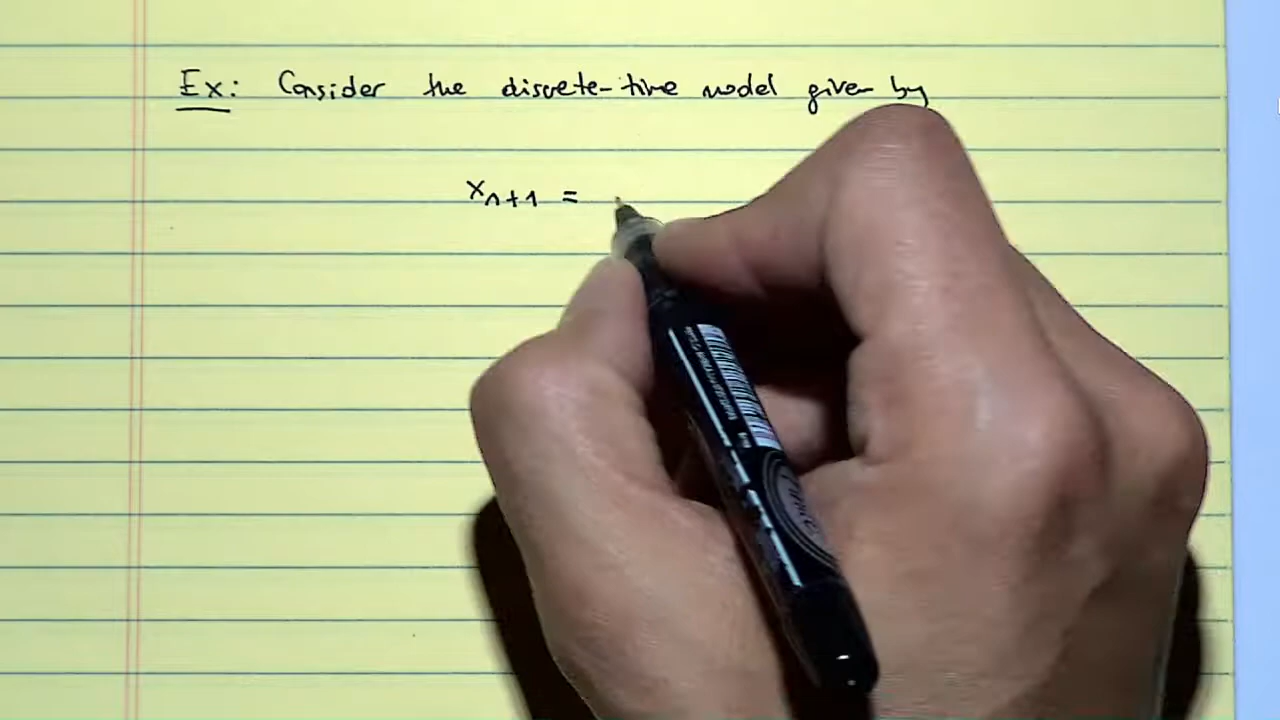 Ex: Consider the discrete-time model given by
xn+1 =